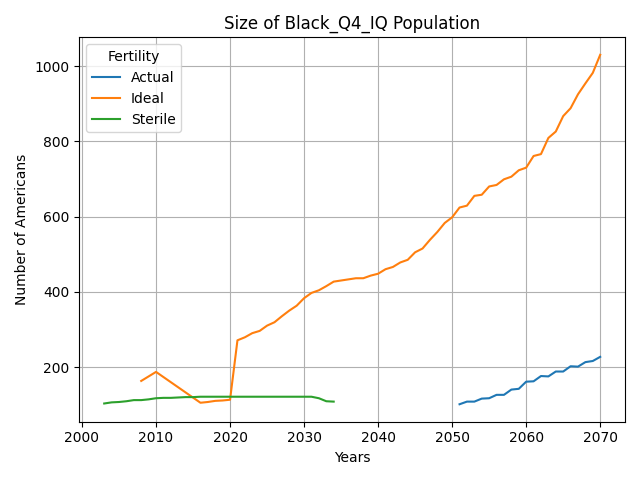 Size of Black_Q4_IQ Population
Fertility
Actual
Ideal
Sterile
Number of Americans
1000
800
600
400
200
2000 2010 2020 2030 2040 2050 2060 2070
Years